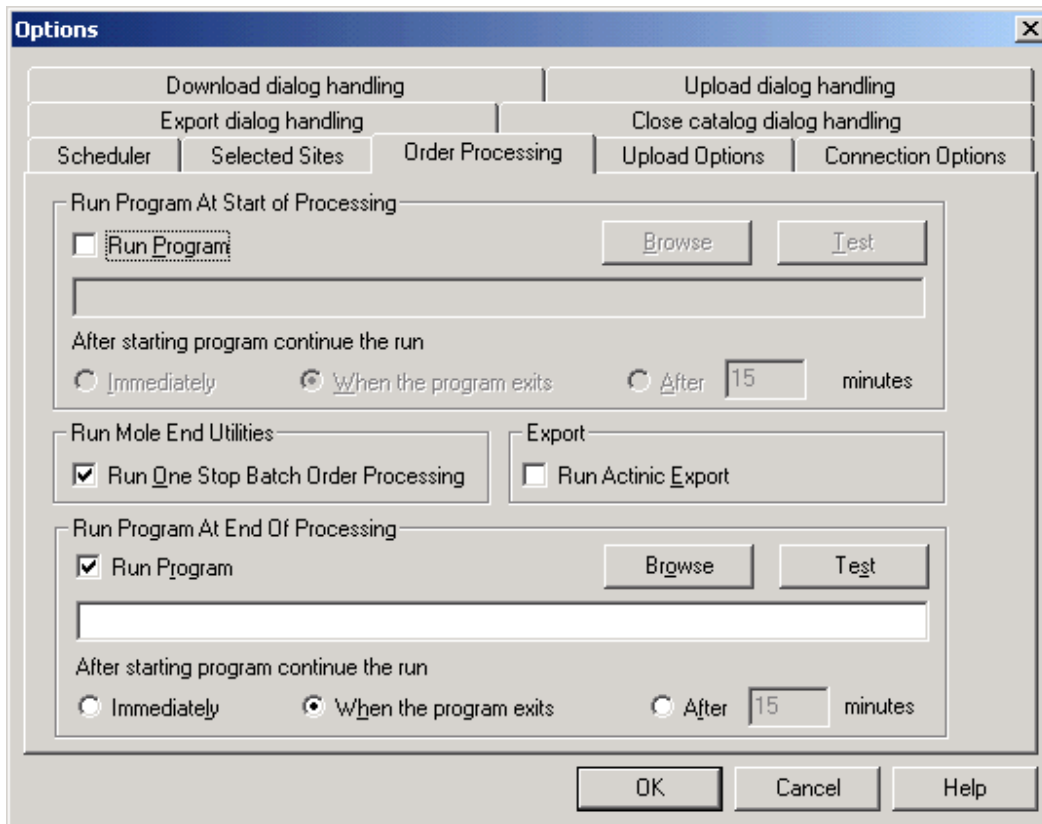 Options
Download dialog handling Upload dialog handling
Export dialog handling Close catalog dialog handling
Scheduler Selected Sites Order Processing Upload Options Connection Options
Run Program At Start of Processing
Run Program Browse Test
After starting program continue the run
Immediately When the program exits After 15 minutes
Run Mole End Utilities Export
Run One Stop Batch Order Processing Run Actinic Export
Run Program At End Of Processing
Run Program Browse Test
After starting program continue the run
Immediately When the program exits After 15 minutes
OK Cancel Help